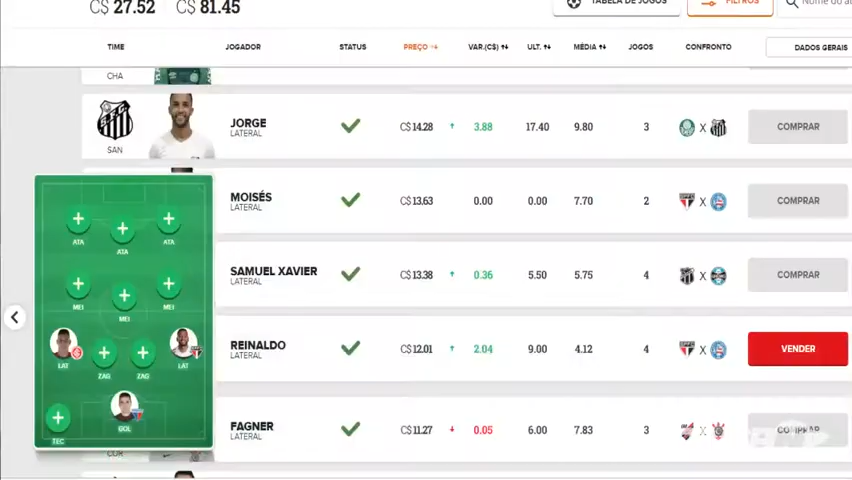 C$ 27.52 C$ 81.45 TABELA DE JOGOS FILTROS Nome do at
TIME JOGADOR STATUS PREÇO VAR.(C$) ULT. MÉDIA JOGOS CONFRONTO DADOS GERAIS
CHA
JORGE
LATERAL
C$ 14.28 3.88 17.40 9.80 3 X COMPRAR
SAN
MOISÉS
LATERAL
C$ 13.63 0.00 0.00 7.70 2 X COMPRAR
SAMUEL XAVIER
LATERAL
C$ 13.38 0.36 5.50 5.75 4 X COMPRAR
REINALDO
LATERAL
C$ 12.01 2.04 9.00 4.12 4 X VENDER
FAGNER
LATERAL
C$ 11.27 0.05 6.00 7.83 3 X COMPRAR
COR
ATA ATA ATA
MEI MEI MEI
LAT ZAG ZAG LAT
GOL
TEC